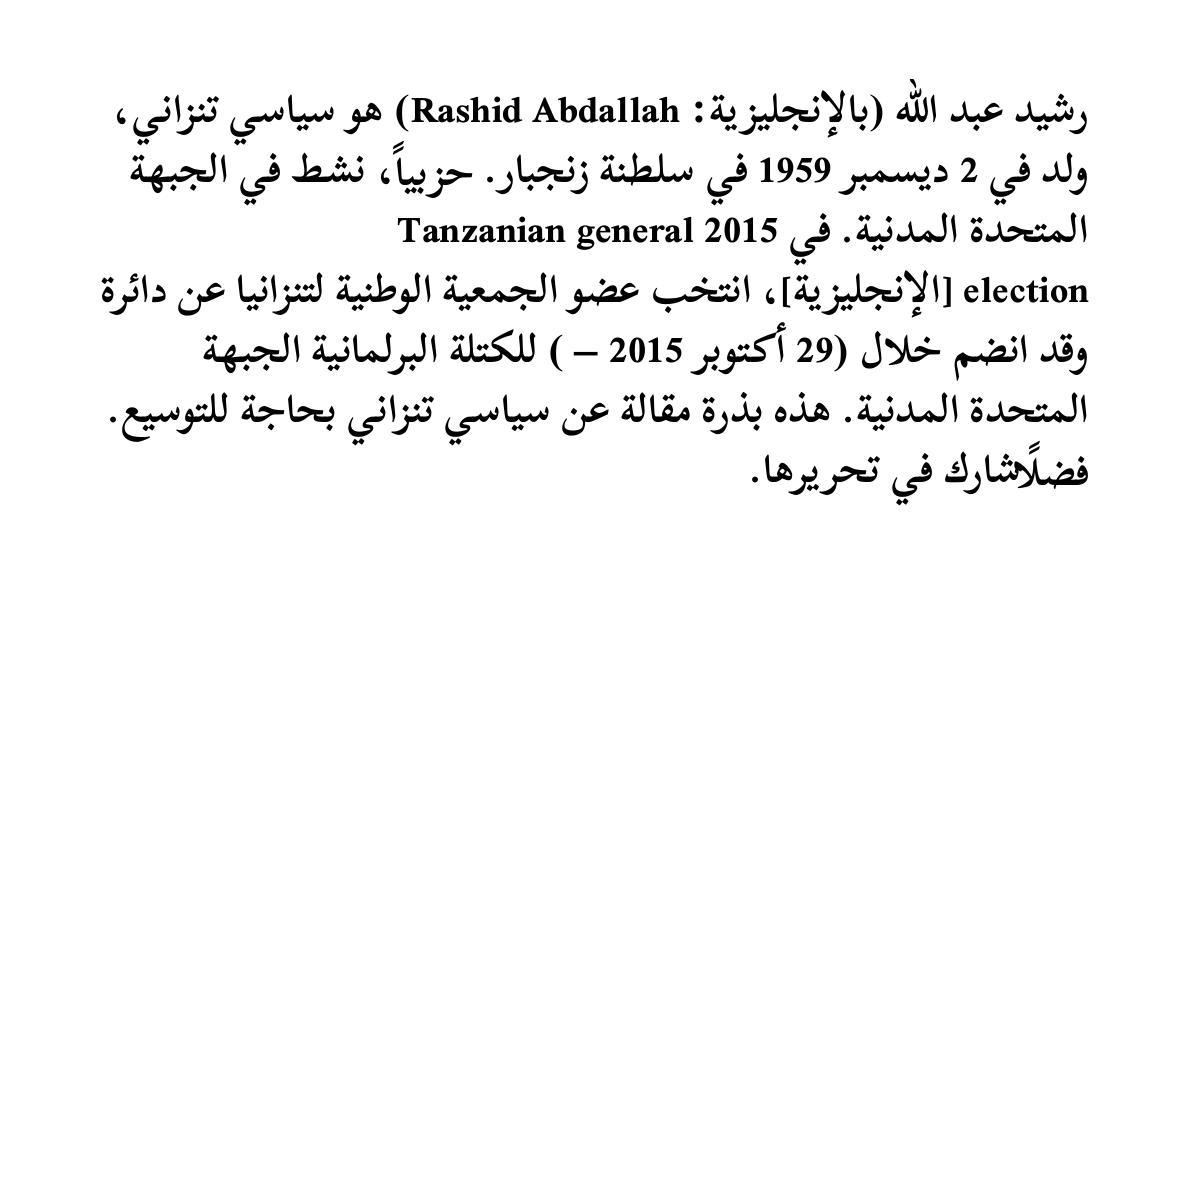 رشيد عبد الله (بالإنجليزية: Rashid Abdallah) هو سياسي تنزاني،
ولد في 2 ديسمبر 1959 في سلطنة زنجبار. حزبياً، نشط في الجبهة
المتحدة المدنية. في 2015 Tanzanian general
election [الإنجليزية]، انتخب عضو الجمعية الوطنية لتنزانيا عن دائرة
وقد انضم خلال (29 أكتوبر 2015 – ) للكتلة البرلمانية الجبهة
المتحدة المدنية. هذه بذرة مقالة عن سياسي تنزاني بحاجة للتوسيع.
فضلًاشارك في تحريرها.